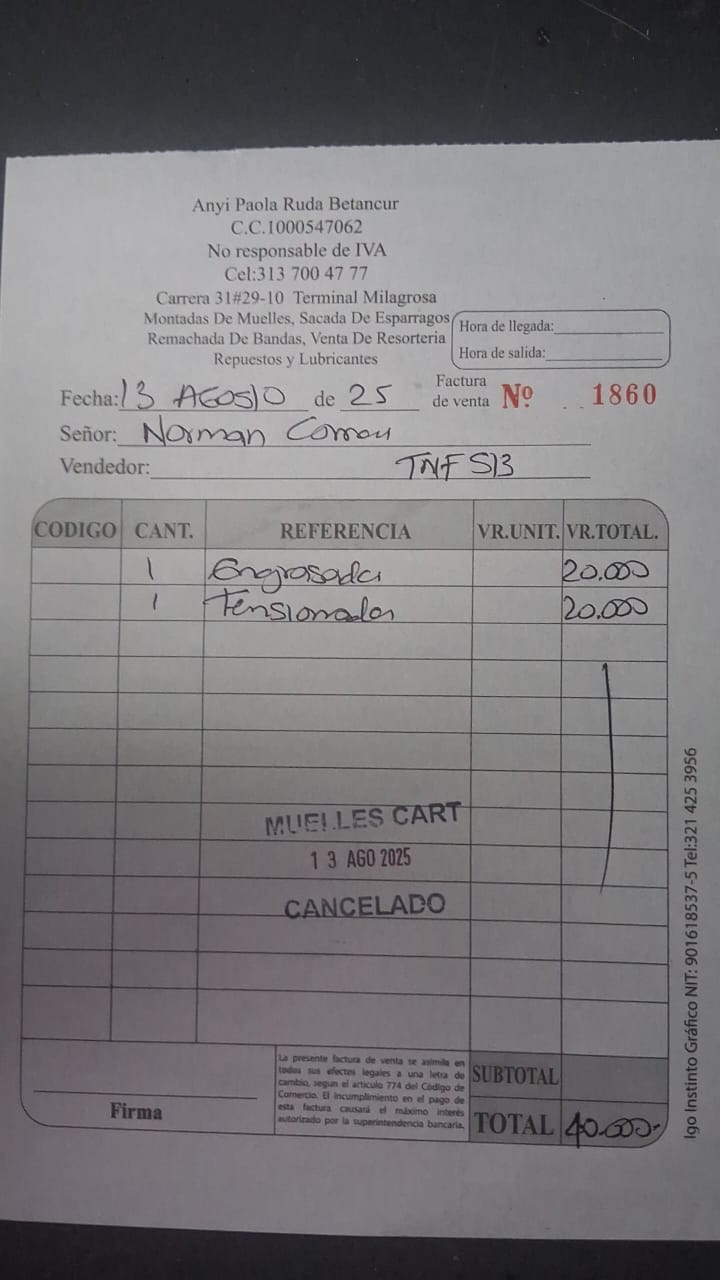 Anyi Paola Ruda Betancur
C.C.1000547062
No responsable de IVA
Cel:313 700 47 77
Carrera 31#29-10 Terminal Milagrosa
Montadas De Muelles, Sacada De Esparragos
Remachada De Bandas, Venta De Resorteria
Repuestos y Lubricantes
Hora de llegada:
Hora de salida:
Fecha: 13 AGOSTO de 25
Factura de venta Nº 1860
Señor: Norman
Vendedor: TNF 513
CODIGO CANT. REFERENCIA VR.UNIT. VR.TOTAL.
1 Engrasada 20.000
1 Tensionada 20.000
MUELLES CART
13 AGO 2025
CANCELADO
La presente factura de venta se asimila en
todos sus efectos legales a una letra de
cambio, segun el articulo 774 del Código de
Comercio. El incumplimiento en el pago de
esta factura causará el máximo interés
autorizado por la superintendencia bancaria.
Firma
SUBTOTAL
TOTAL 40.000-
Igo Instinto Gráfico NIT: 901618537-5 Tel:321 425 3956